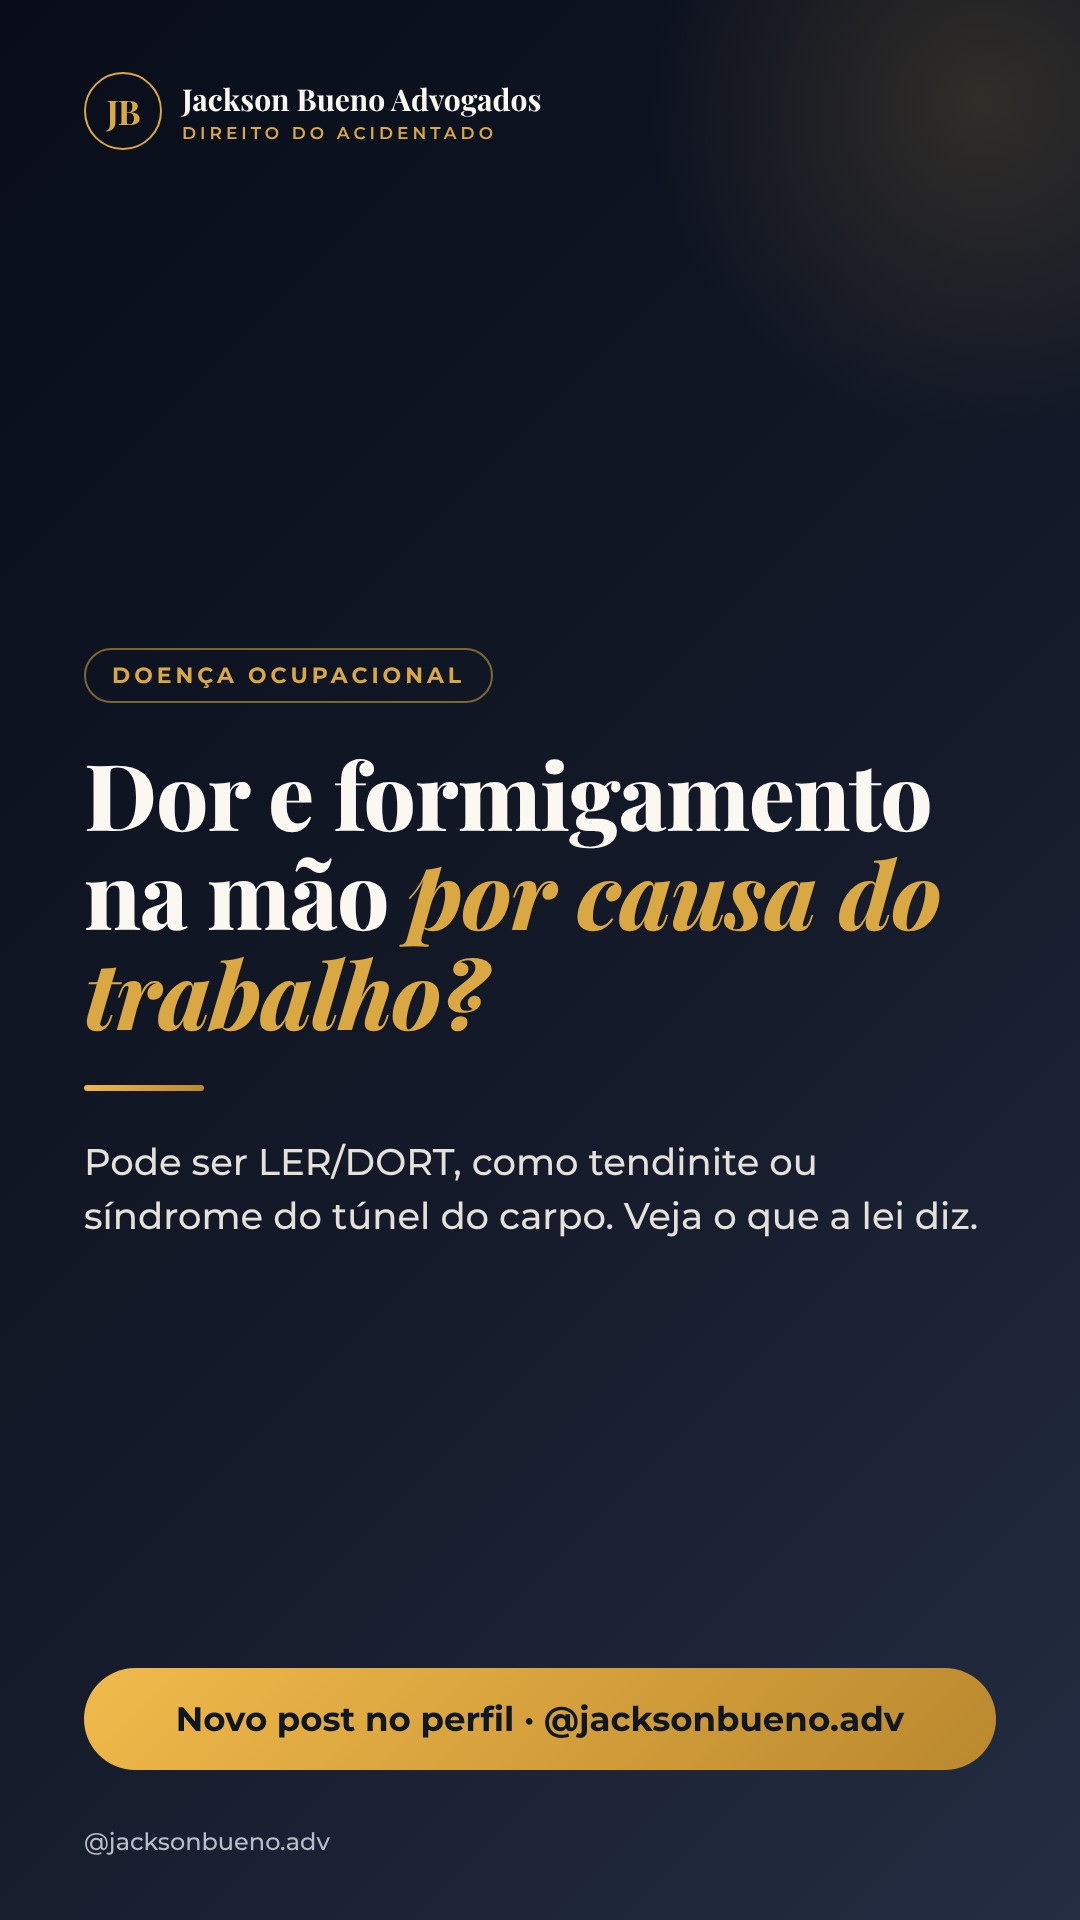 JB
Jackson Bueno Advogados
DIREITO DO ACIDENTADO
DOENÇA OCUPACIONAL
Dor e formigamento
na mão por causa do
trabalho?
Pode ser LER/DORT, como tendinite ou
síndrome do túnel do carpo. Veja o que a lei diz.
Novo post no perfil · @jacksonbueno.adv
@jacksonbueno.adv